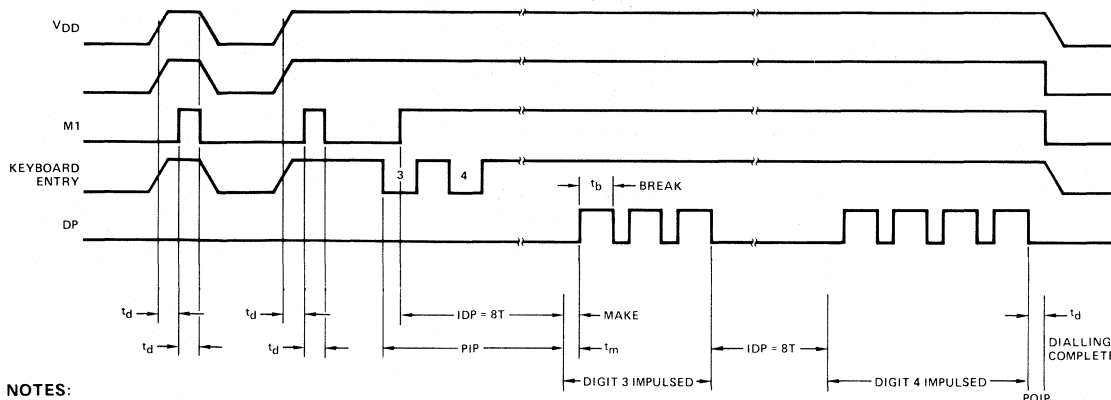 VDD
M1
KEYBOARD
ENTRY
3
4
tb
BREAK
DP
td
td
IDP = 8T
MAKE
td
td
td
PIP
tm
IDP = 8T
DIALLING
COMPLETE
DIGIT 3 IMPULSED
DIGIT 4 IMPULSED
NOTES:
POIP